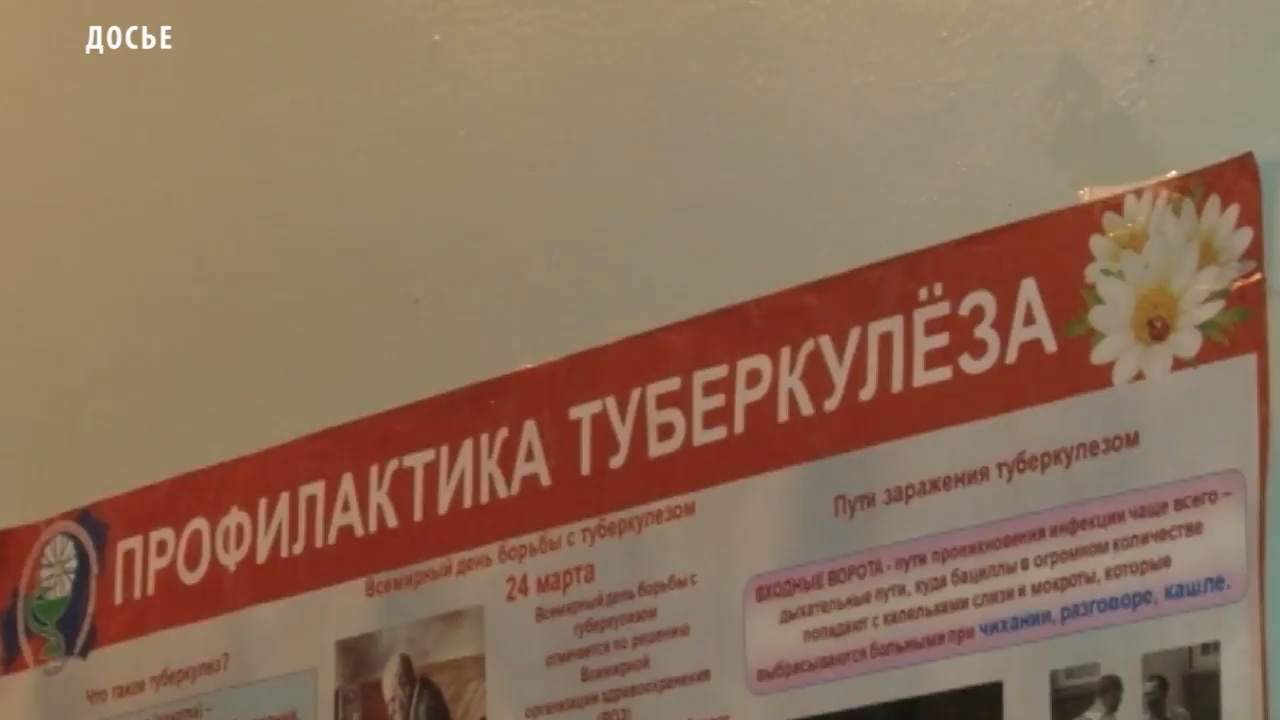 ДОСЬЕ
ПРОФИЛАКТИКА ТУБЕРКУЛЁЗА
Всемирный день борьбы с туберкулезом
24 марта
Всемирный день борьбы с
туберкулезом
отмечается по решению
Всемирной
организации здравоохранения
(ВОЗ)
Что такое туберкулез?
Пути заражения туберкулезом
ВХОДНЫЕ ВОРОТА - пути проникновения инфекции чаще всего –
дыхательные пути, куда бациллы в огромном количестве
попадают с капельками слизи и мокроты, которые
выбрасываются больными при чихании, разговоре, кашле.